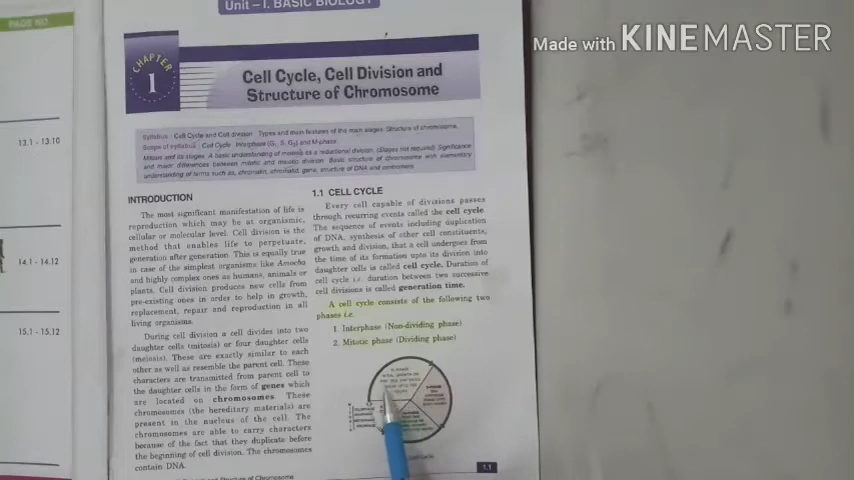 Made with KINEMASTER
PAGE NO.
13.1 - 13.10
14.1 - 14.12
15.1 - 15.12
Unit – I. BASIC BIOLOGY
CHAPTER
1
Cell Cycle, Cell Division and
Structure of Chromosome
Syllabus : Cell Cycle and Cell division. Types and main features of the main stages. Structure of chromosome.
Scope of syllabus : Cell Cycle : Interphase (G1, S, G2) and M-phase.
Mitosis and its stages. A basic understanding of meiosis as a reductional division, (Stages not required). Significance
and major differences between mitotic and meiotic division. Basic structure of chromosome with elementary
understanding of terms such as, chromatin, chromatid, gene, structure of DNA and centromere.
INTRODUCTION
The most significant manifestation of life is
reproduction which may be at organismic,
cellular or molecular level. Cell division is the
method that enables life to perpetuate,
generation after generation. This is equally true
in case of the simplest organisms like Amoeba
and highly complex ones as humans, animals or
plants. Cell division produces new cells from
pre-existing ones in order to help in growth,
replacement, repair and reproduction in all
living organisms.
During cell division a cell divides into two
daughter cells (mitosis) or four daughter cells
(meiosis). These are exactly similar to each
other as well as resemble the parent cell. These
characters are transmitted from parent cell to
the daughter cells in the form of genes which
are located on chromosomes. These
chromosomes (the hereditary materials) are
present in the nucleus of the cell. The
chromosomes are able to carry characters
because of the fact that they duplicate before
the beginning of cell division. The chromosomes
contain DNA.
1.1 CELL CYCLE
Every cell capable of divisions passes
through recurring events called the cell cycle.
The sequence of events including duplication
of DNA, synthesis of other cell constituents,
growth and division, that a cell undergoes from
the time of its formation upto its division into
daughter cells is called cell cycle. Duration of
cell cycle i.e. duration between two successive
cell divisions is called generation time.
A cell cycle consists of the following two
phases i.e.
1. Interphase (Non-dividing phase)
2. Mitotic phase (Dividing phase)
and Structure of Chromosome
1.1